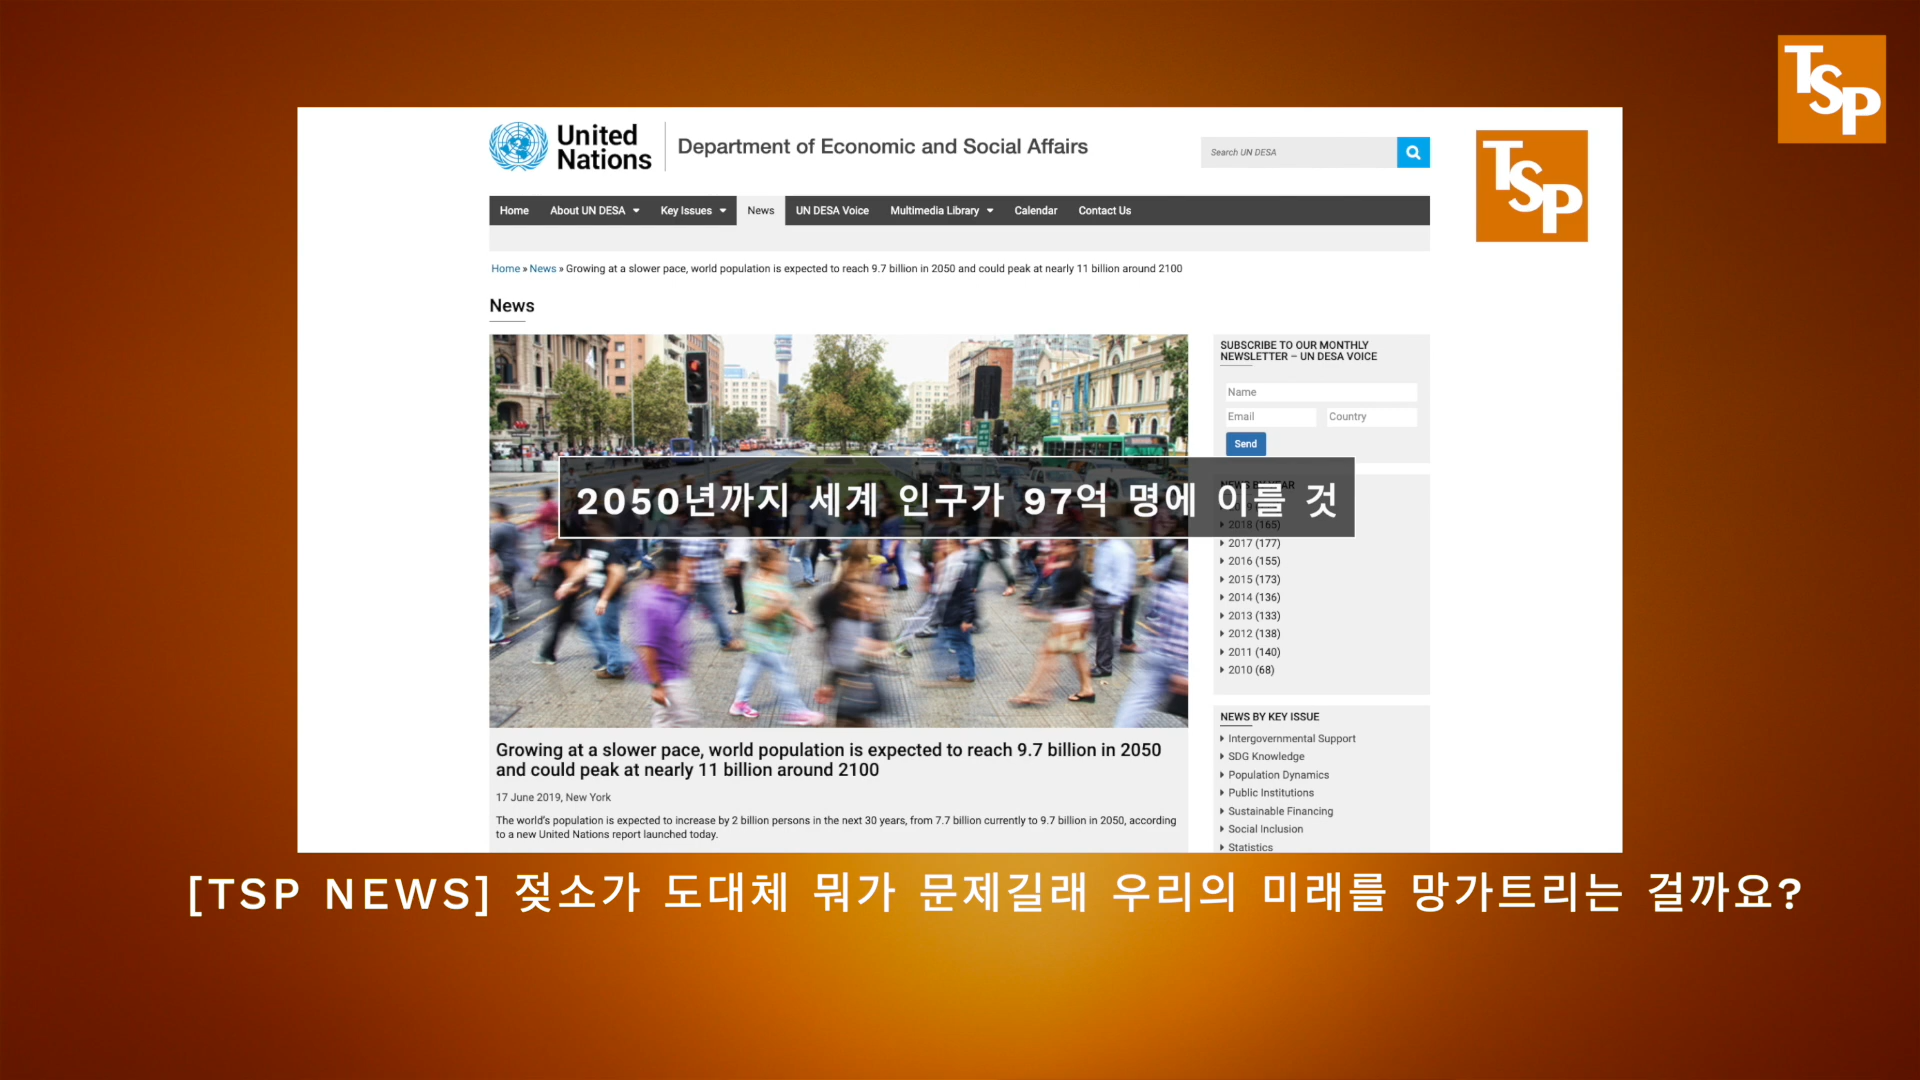 TSP
United
Nations
Department of Economic and Social Affairs
Search UN DESA
TSP
Home About UN DESA Key Issues News UN DESA Voice Multimedia Library Calendar Contact Us
Home » News » Growing at a slower pace, world population is expected to reach 9.7 billion in 2050 and could peak at nearly 11 billion around 2100
News
SUBSCRIBE TO OUR MONTHLY
NEWSLETTER – UN DESA VOICE
Name
Email Country
Send
NEWS BY YEAR
2050년까지 세계 인구가 97억 명에 이를 것
2018 (165)
2017 (177)
2016 (155)
2015 (173)
2014 (136)
2013 (133)
2012 (138)
2011 (140)
2010 (68)
NEWS BY KEY ISSUE
Intergovernmental Support
SDG Knowledge
Population Dynamics
Public Institutions
Sustainable Financing
Social Inclusion
Statistics
Growing at a slower pace, world population is expected to reach 9.7 billion in 2050
and could peak at nearly 11 billion around 2100
17 June 2019, New York
The world's population is expected to increase by 2 billion persons in the next 30 years, from 7.7 billion currently to 9.7 billion in 2050, according
to a new United Nations report launched today.
[TSP NEWS] 젖소가 도대체 뭐가 문제길래 우리의 미래를 망가트리는 걸까요?